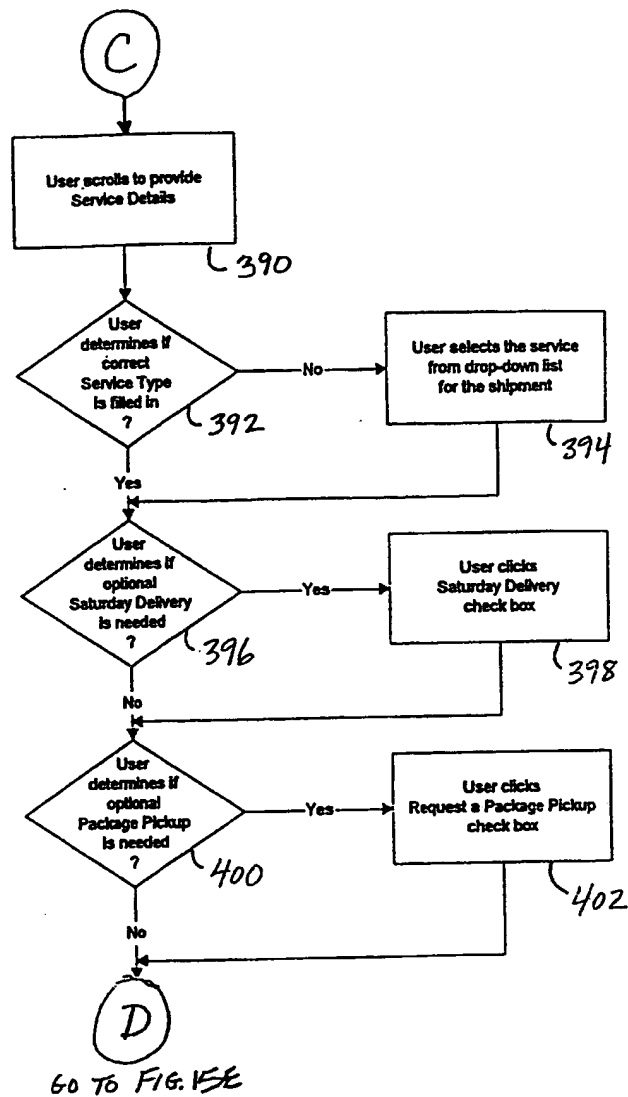 C
User scrolls to provide
Service Details
390
User
determines if
correct
Service Type
is filled in
?
392
No
User selects the service
from drop-down list
for the shipment
394
Yes
User
determines if
optional
Saturday Delivery
is needed
?
396
Yes
User clicks
Saturday Delivery
check box
398
No
User
determines if
optional
Package Pickup
is needed
?
400
Yes
User clicks
Request a Package Pickup
check box
402
No
D
GO TO FIG. 15E